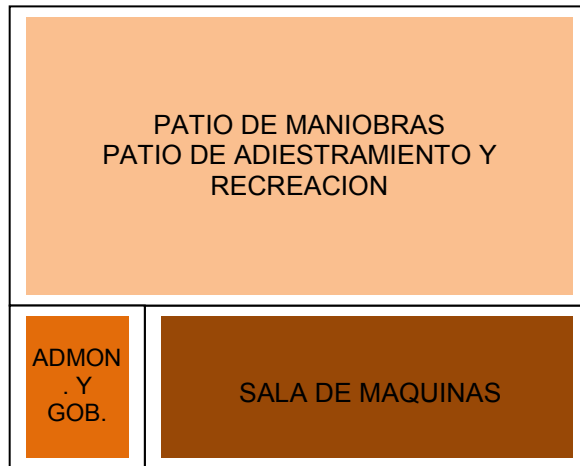 PATIO DE MANIOBRAS
PATIO DE ADIESTRAMIENTO Y
RECREACION
ADMON
. Y
GOB.
SALA DE MAQUINAS